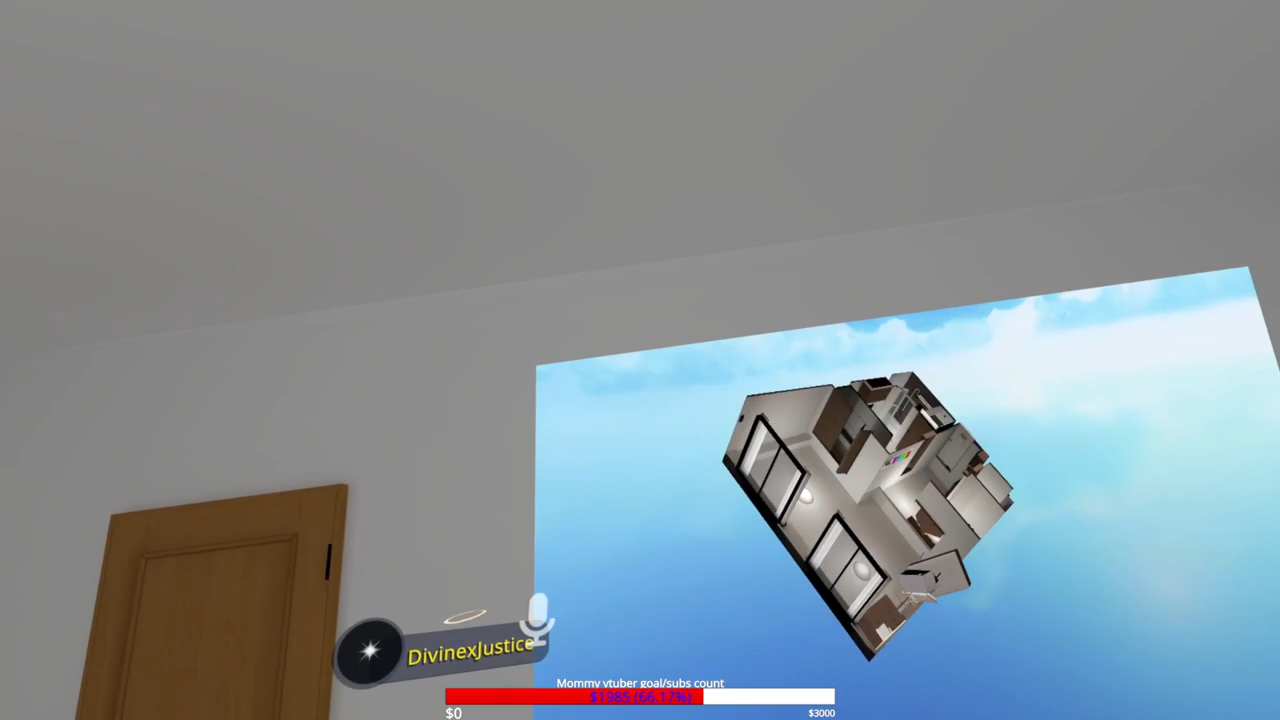 DivinexJustice
Mommy vtuber goal/subs count
$1985 (66.17%)
$0
$3000